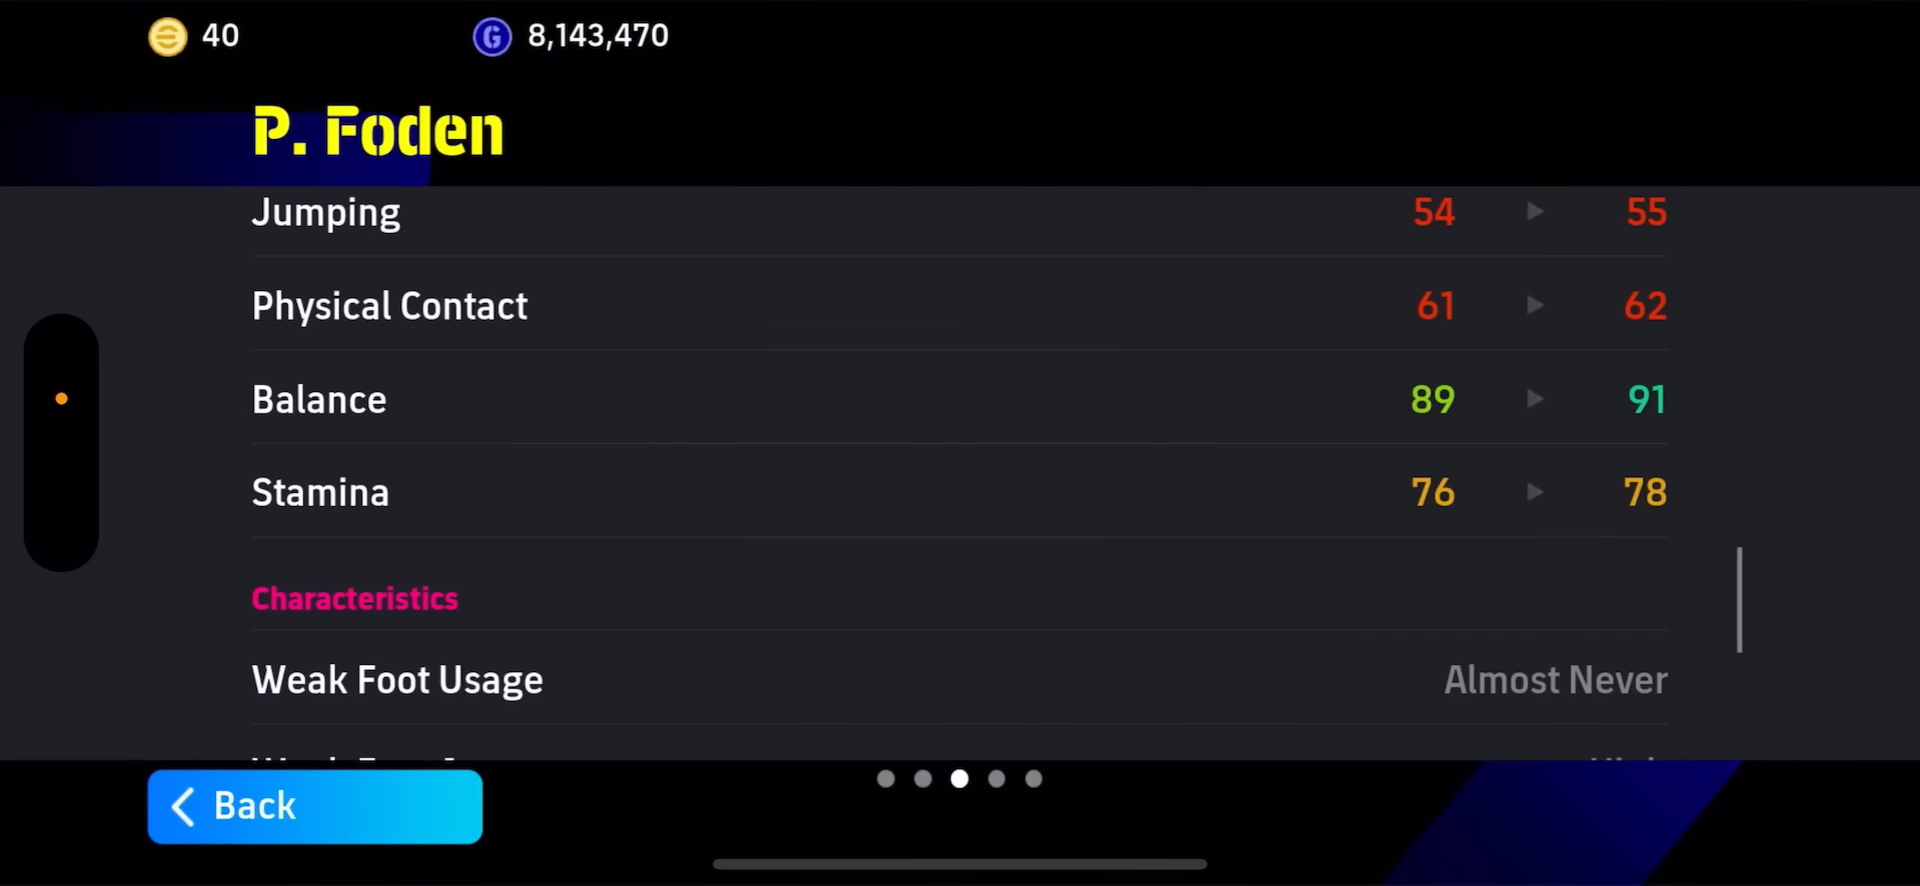 40 8,143,470
P. Foden
Jumping 54 55
Physical Contact 61 62
Balance 89 91
Stamina 76 78
Characteristics
Weak Foot Usage Almost Never
Back